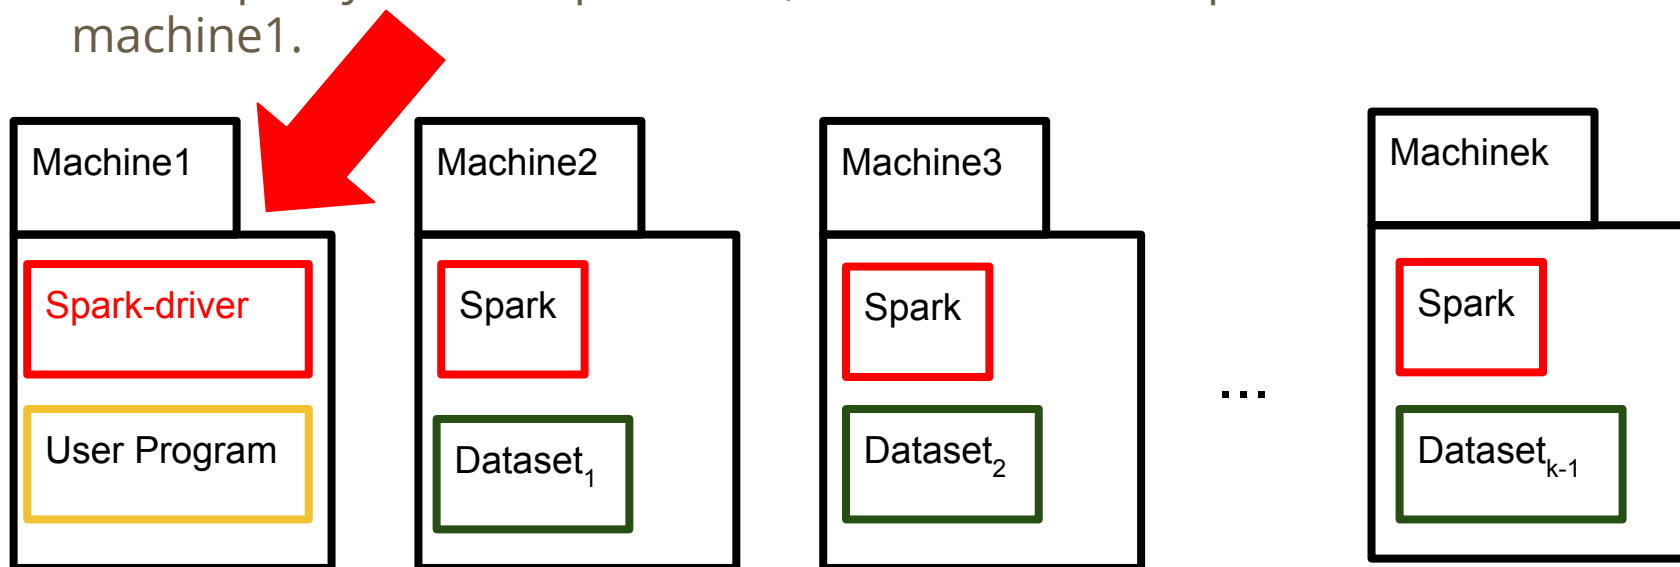 machine1.
Machine1
Machine2
Machine3
Machinek
Spark-driver
Spark
Spark
Spark
...
User Program
Dataset1
Dataset2
Datasetk-1